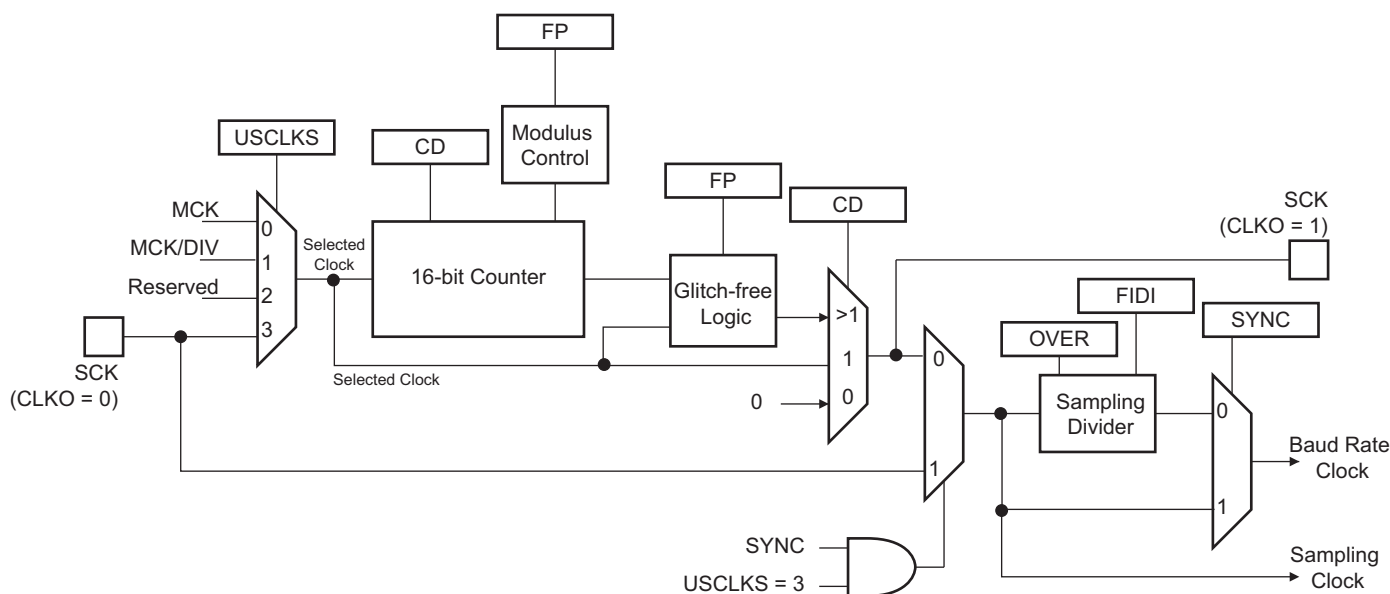 FP
USCLKS
CD
Modulus
Control
FP
CD
SCK
(CLKO = 1)
MCK
0
MCK/DIV
1
Selected
Clock
16-bit Counter
Reserved
2
3
Glitch-free
Logic
>1
1
0
FIDI
OVER
SYNC
SCK
(CLKO = 0)
Selected Clock
0
0
1
Sampling
Divider
0
1
Baud Rate
Clock
SYNC
USCLKS = 3
Sampling
Clock